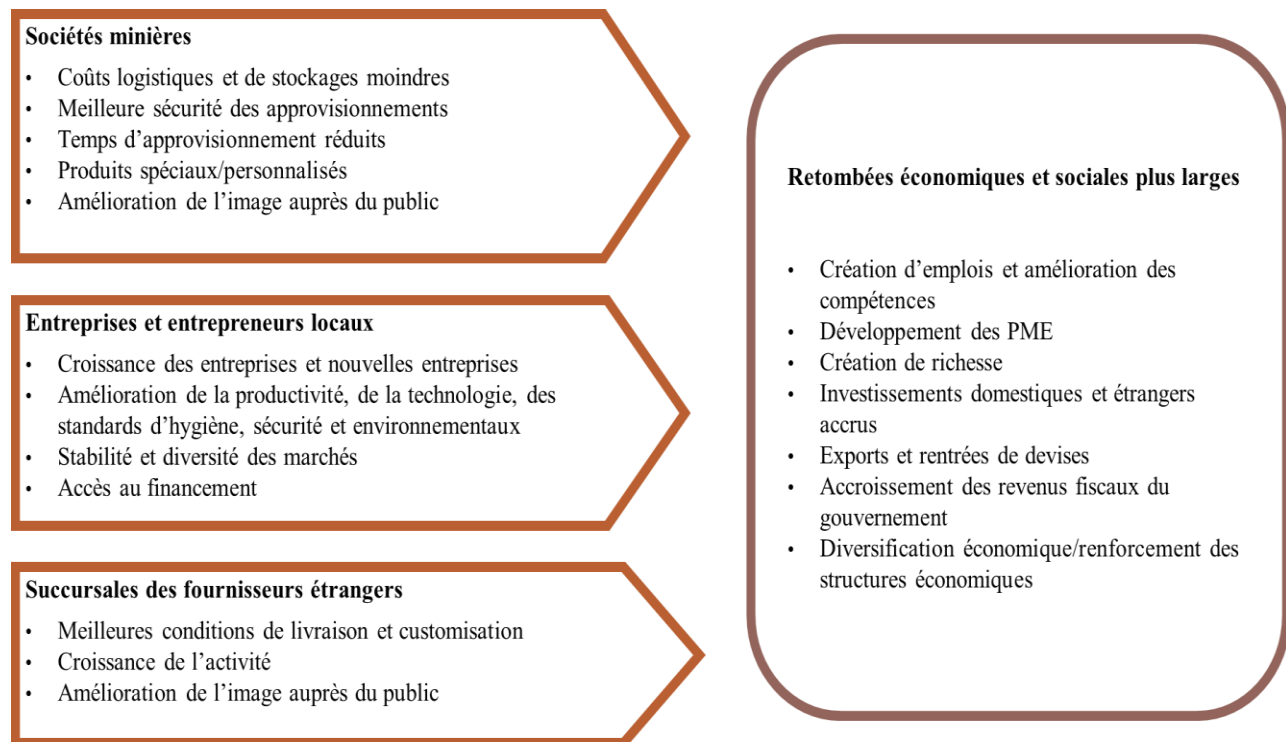 Sociétés minières
• Coûts logistiques et de stockages moindres
• Meilleure sécurité des approvisionnements
• Temps d’approvisionnement réduits
• Produits spéciaux/personnalisés
• Amélioration de l’image auprès du public
Entreprises et entrepreneurs locaux
• Croissance des entreprises et nouvelles entreprises
• Amélioration de la productivité, de la technologie, des
standards d’hygiène, sécurité et environnementaux
• Stabilité et diversité des marchés
• Accès au financement
Succursales des fournisseurs étrangers
• Meilleures conditions de livraison et customisation
• Croissance de l’activité
• Amélioration de l’image auprès du public
Retombées économiques et sociales plus larges
• Création d’emplois et amélioration des
compétences
• Développement des PME
• Création de richesse
• Investissements domestiques et étrangers
accrus
• Exports et rentrées de devises
• Accroissement des revenus fiscaux du
gouvernement
• Diversification économique/renforcement des
structures économiques